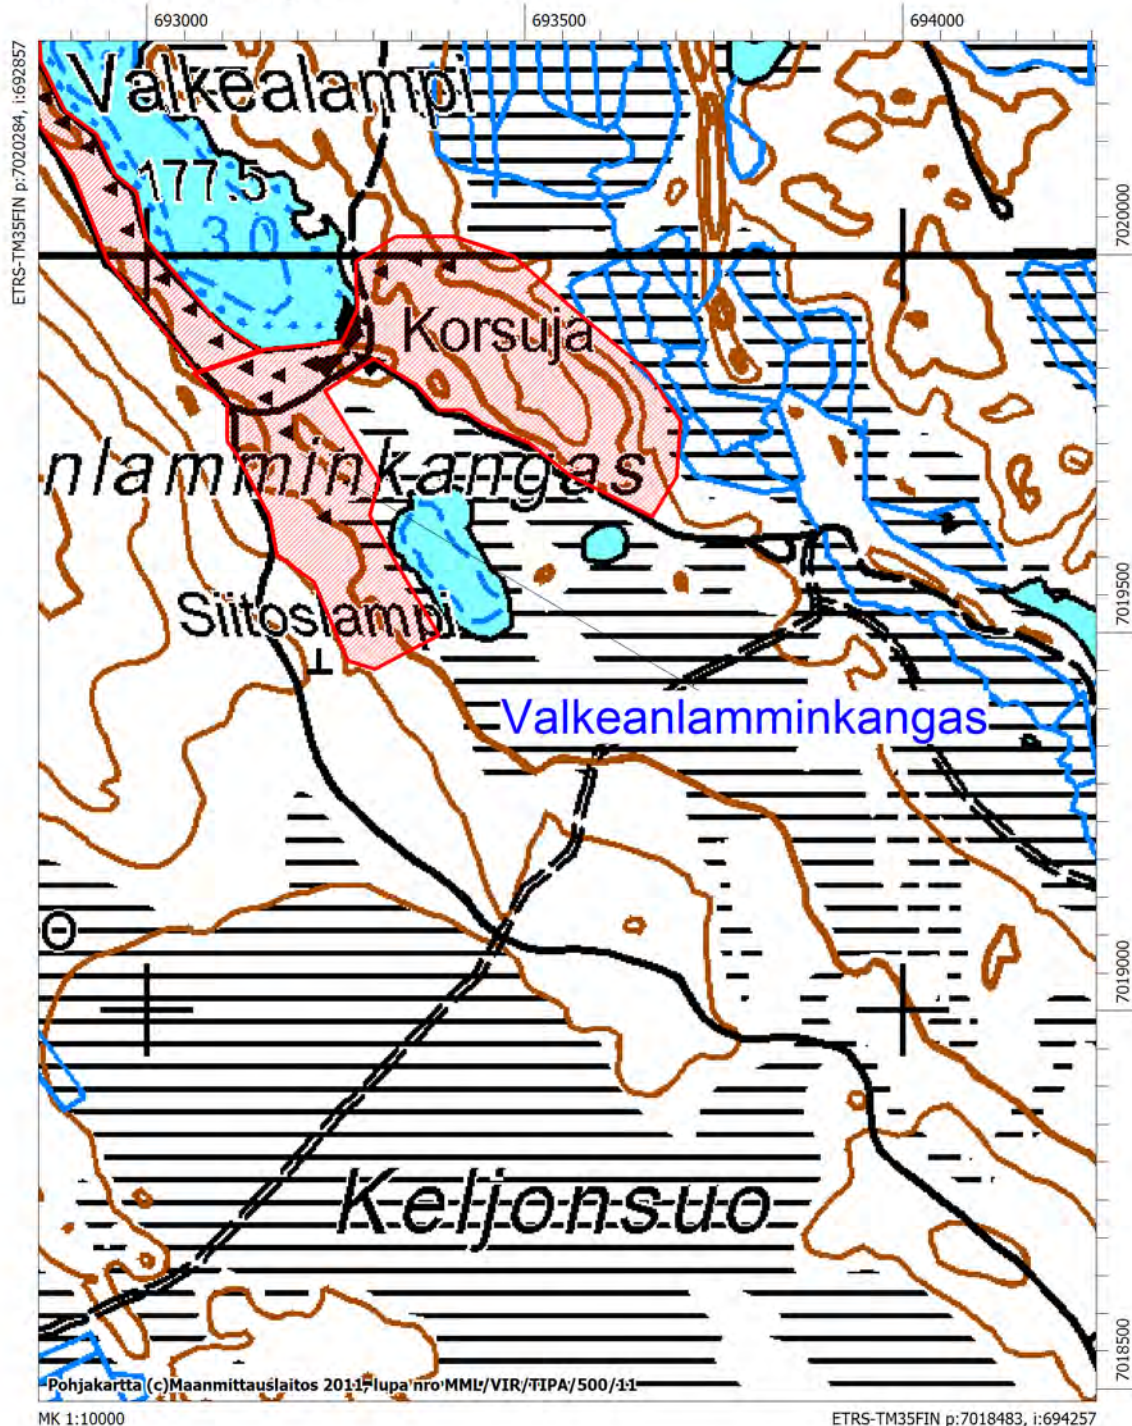 693000
693500
694000
ETRS-TM35FIN p:7020284, i:692857
Valkealampi
177.5
3.0
7020000
Korsuja
nlamminkangas
7019500
Siitoslampi
Valkeanlamminkangas
7019000
Keljonsuo
7018500
Pohjakartta (c)Maanmittauslaitos 2011, lupa nro MML/VIR/TIPA/500/11
MK 1:10000
ETRS-TM35FIN p:7018483, i:694257